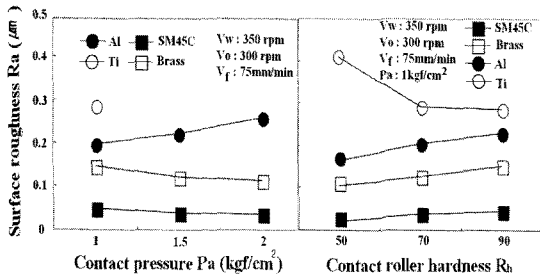 Surface roughness Ra (㎛)
0.5
0.4
0.3
0.2
0.1
0
Al
SM45C
Ti
Brass
Vw : 350 rpm
Vo : 300 rpm
Vf : 75mm/min
1
1.5
2
Contact pressure Pa (kgf/cm²)
Vw : 350 rpm
Vo : 300 rpm
Vf : 75mm/min
Pa : 1kgf/cm²
SM45C
Brass
Al
Ti
50
70
90
Contact roller hardness Rh